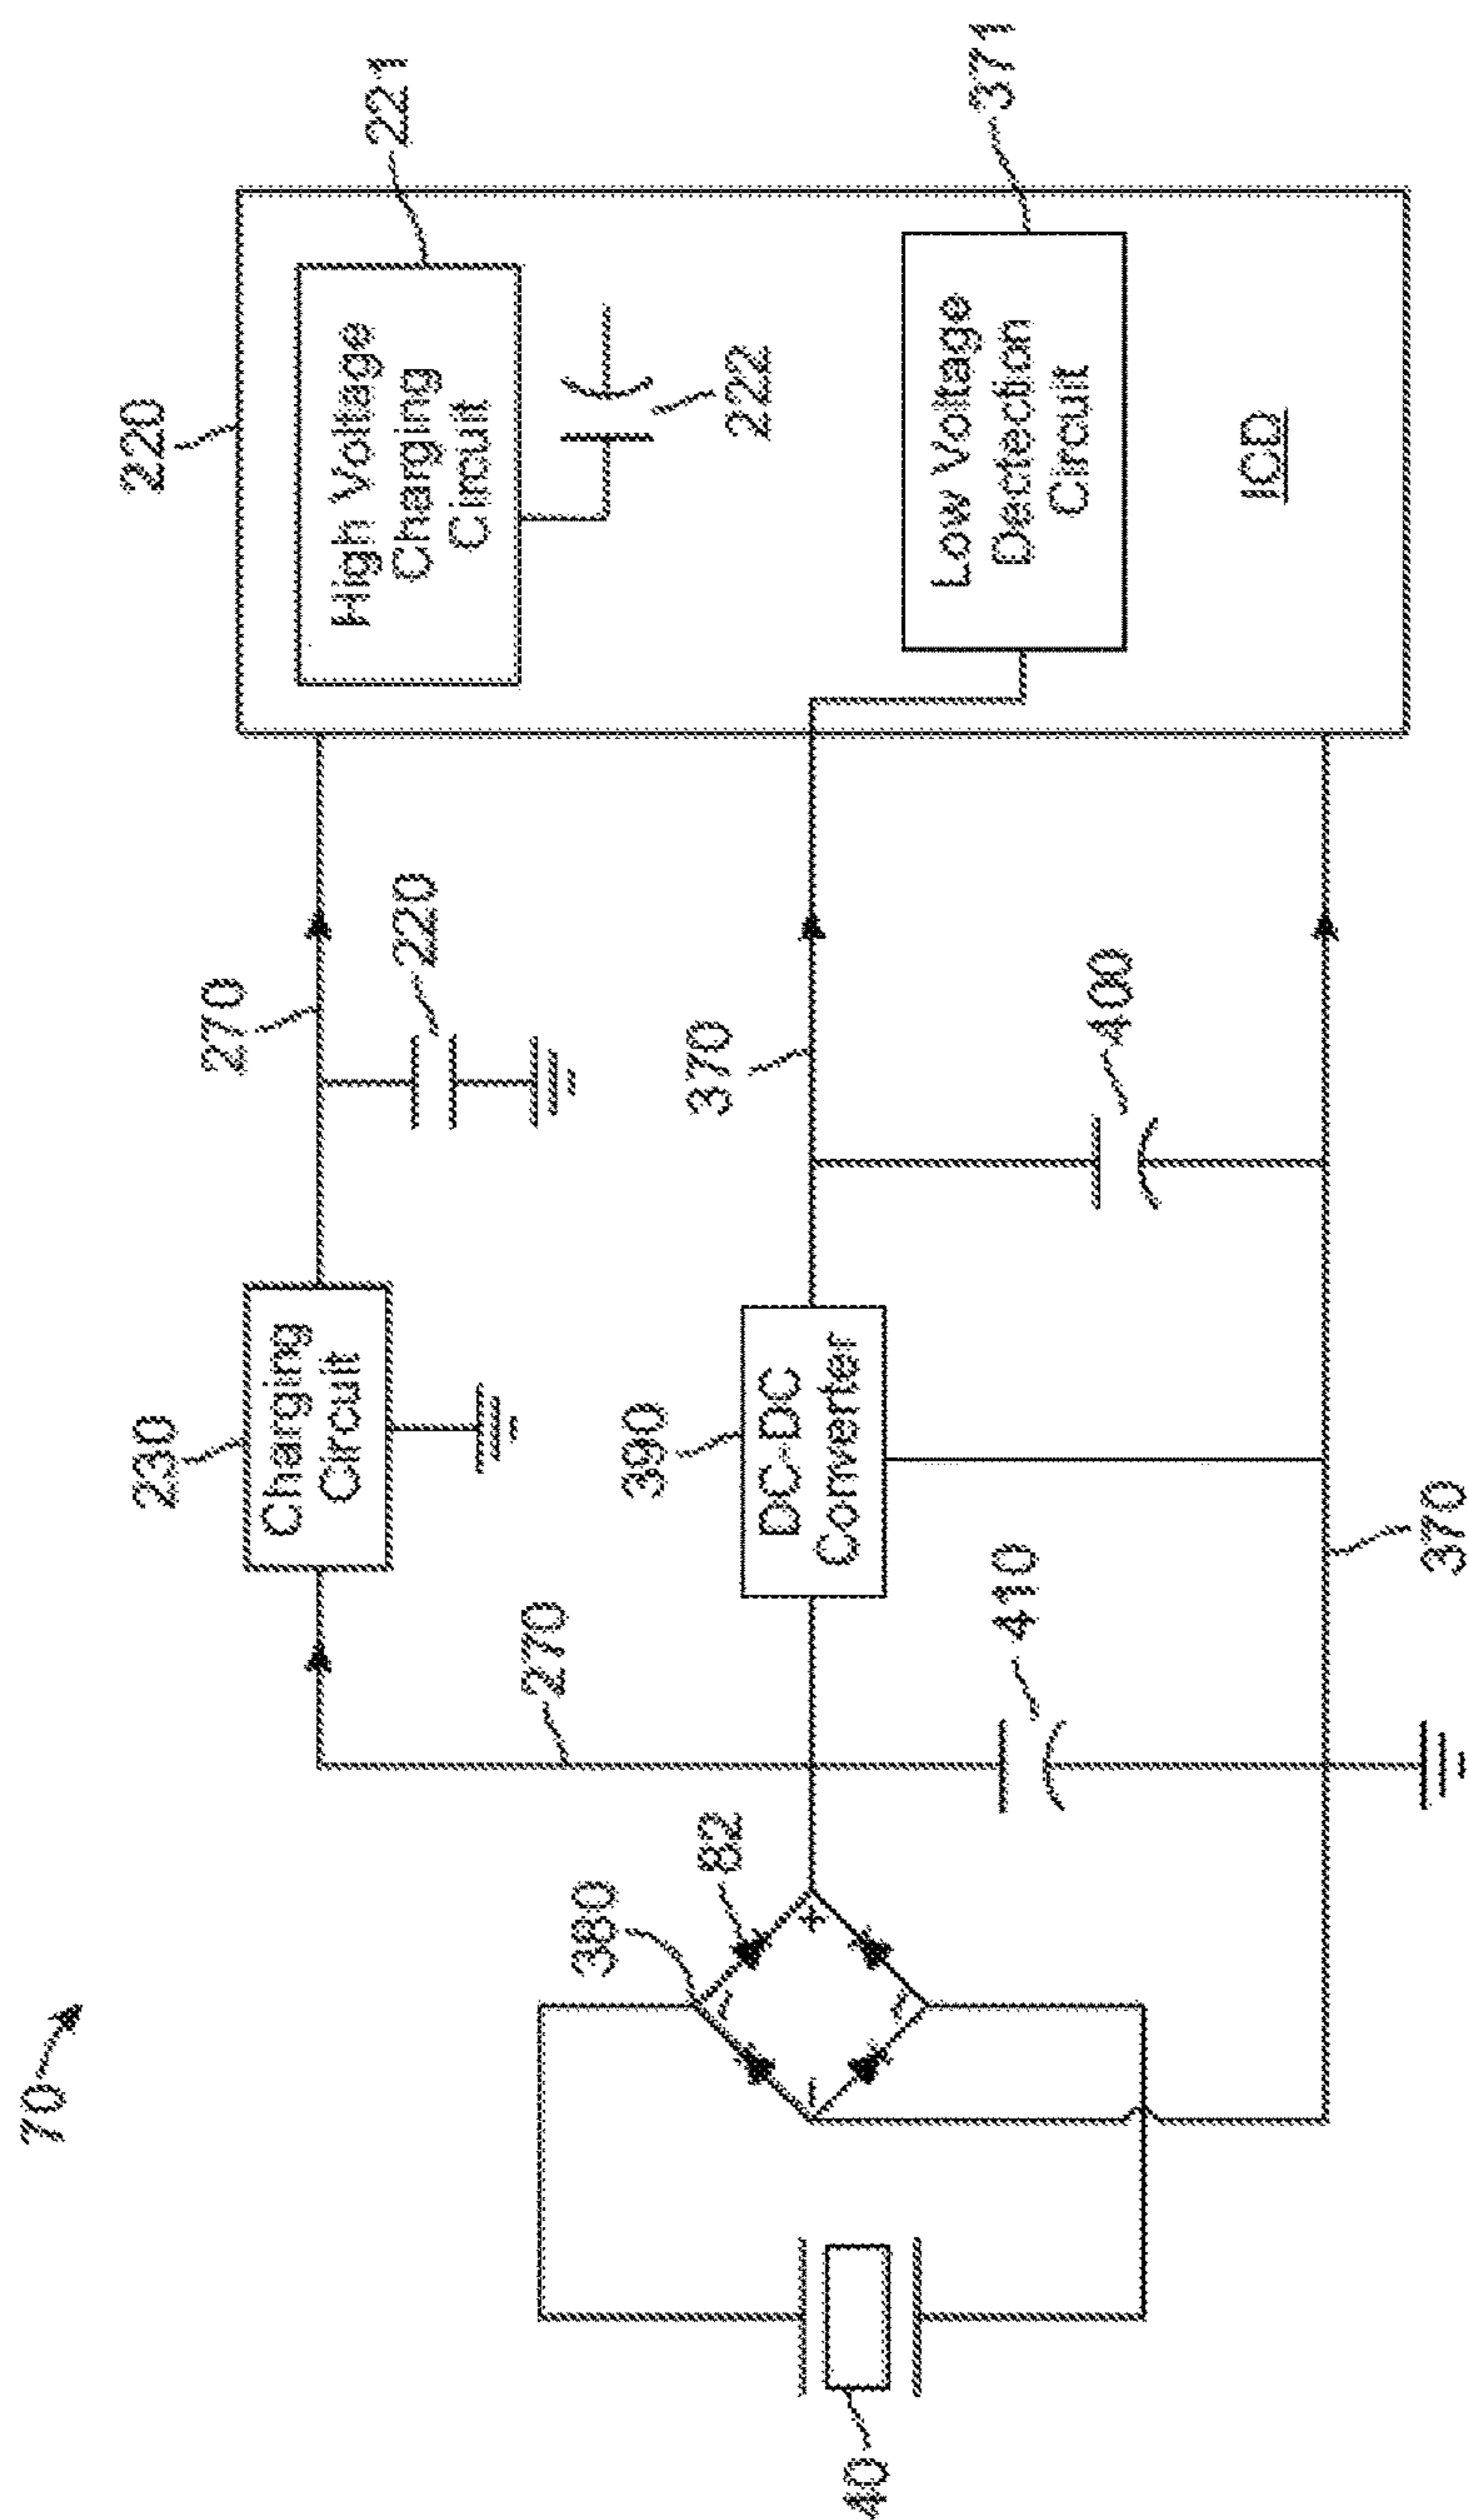 70
40
380
82
270
410
370
230
Charging
Circuit
390
DC-DC
Converter
270
220
370
400
220
High Voltage
Charging
Circuit
221
222
Low Voltage
Dectection
Circuit
371
ICD
+
-
~
~